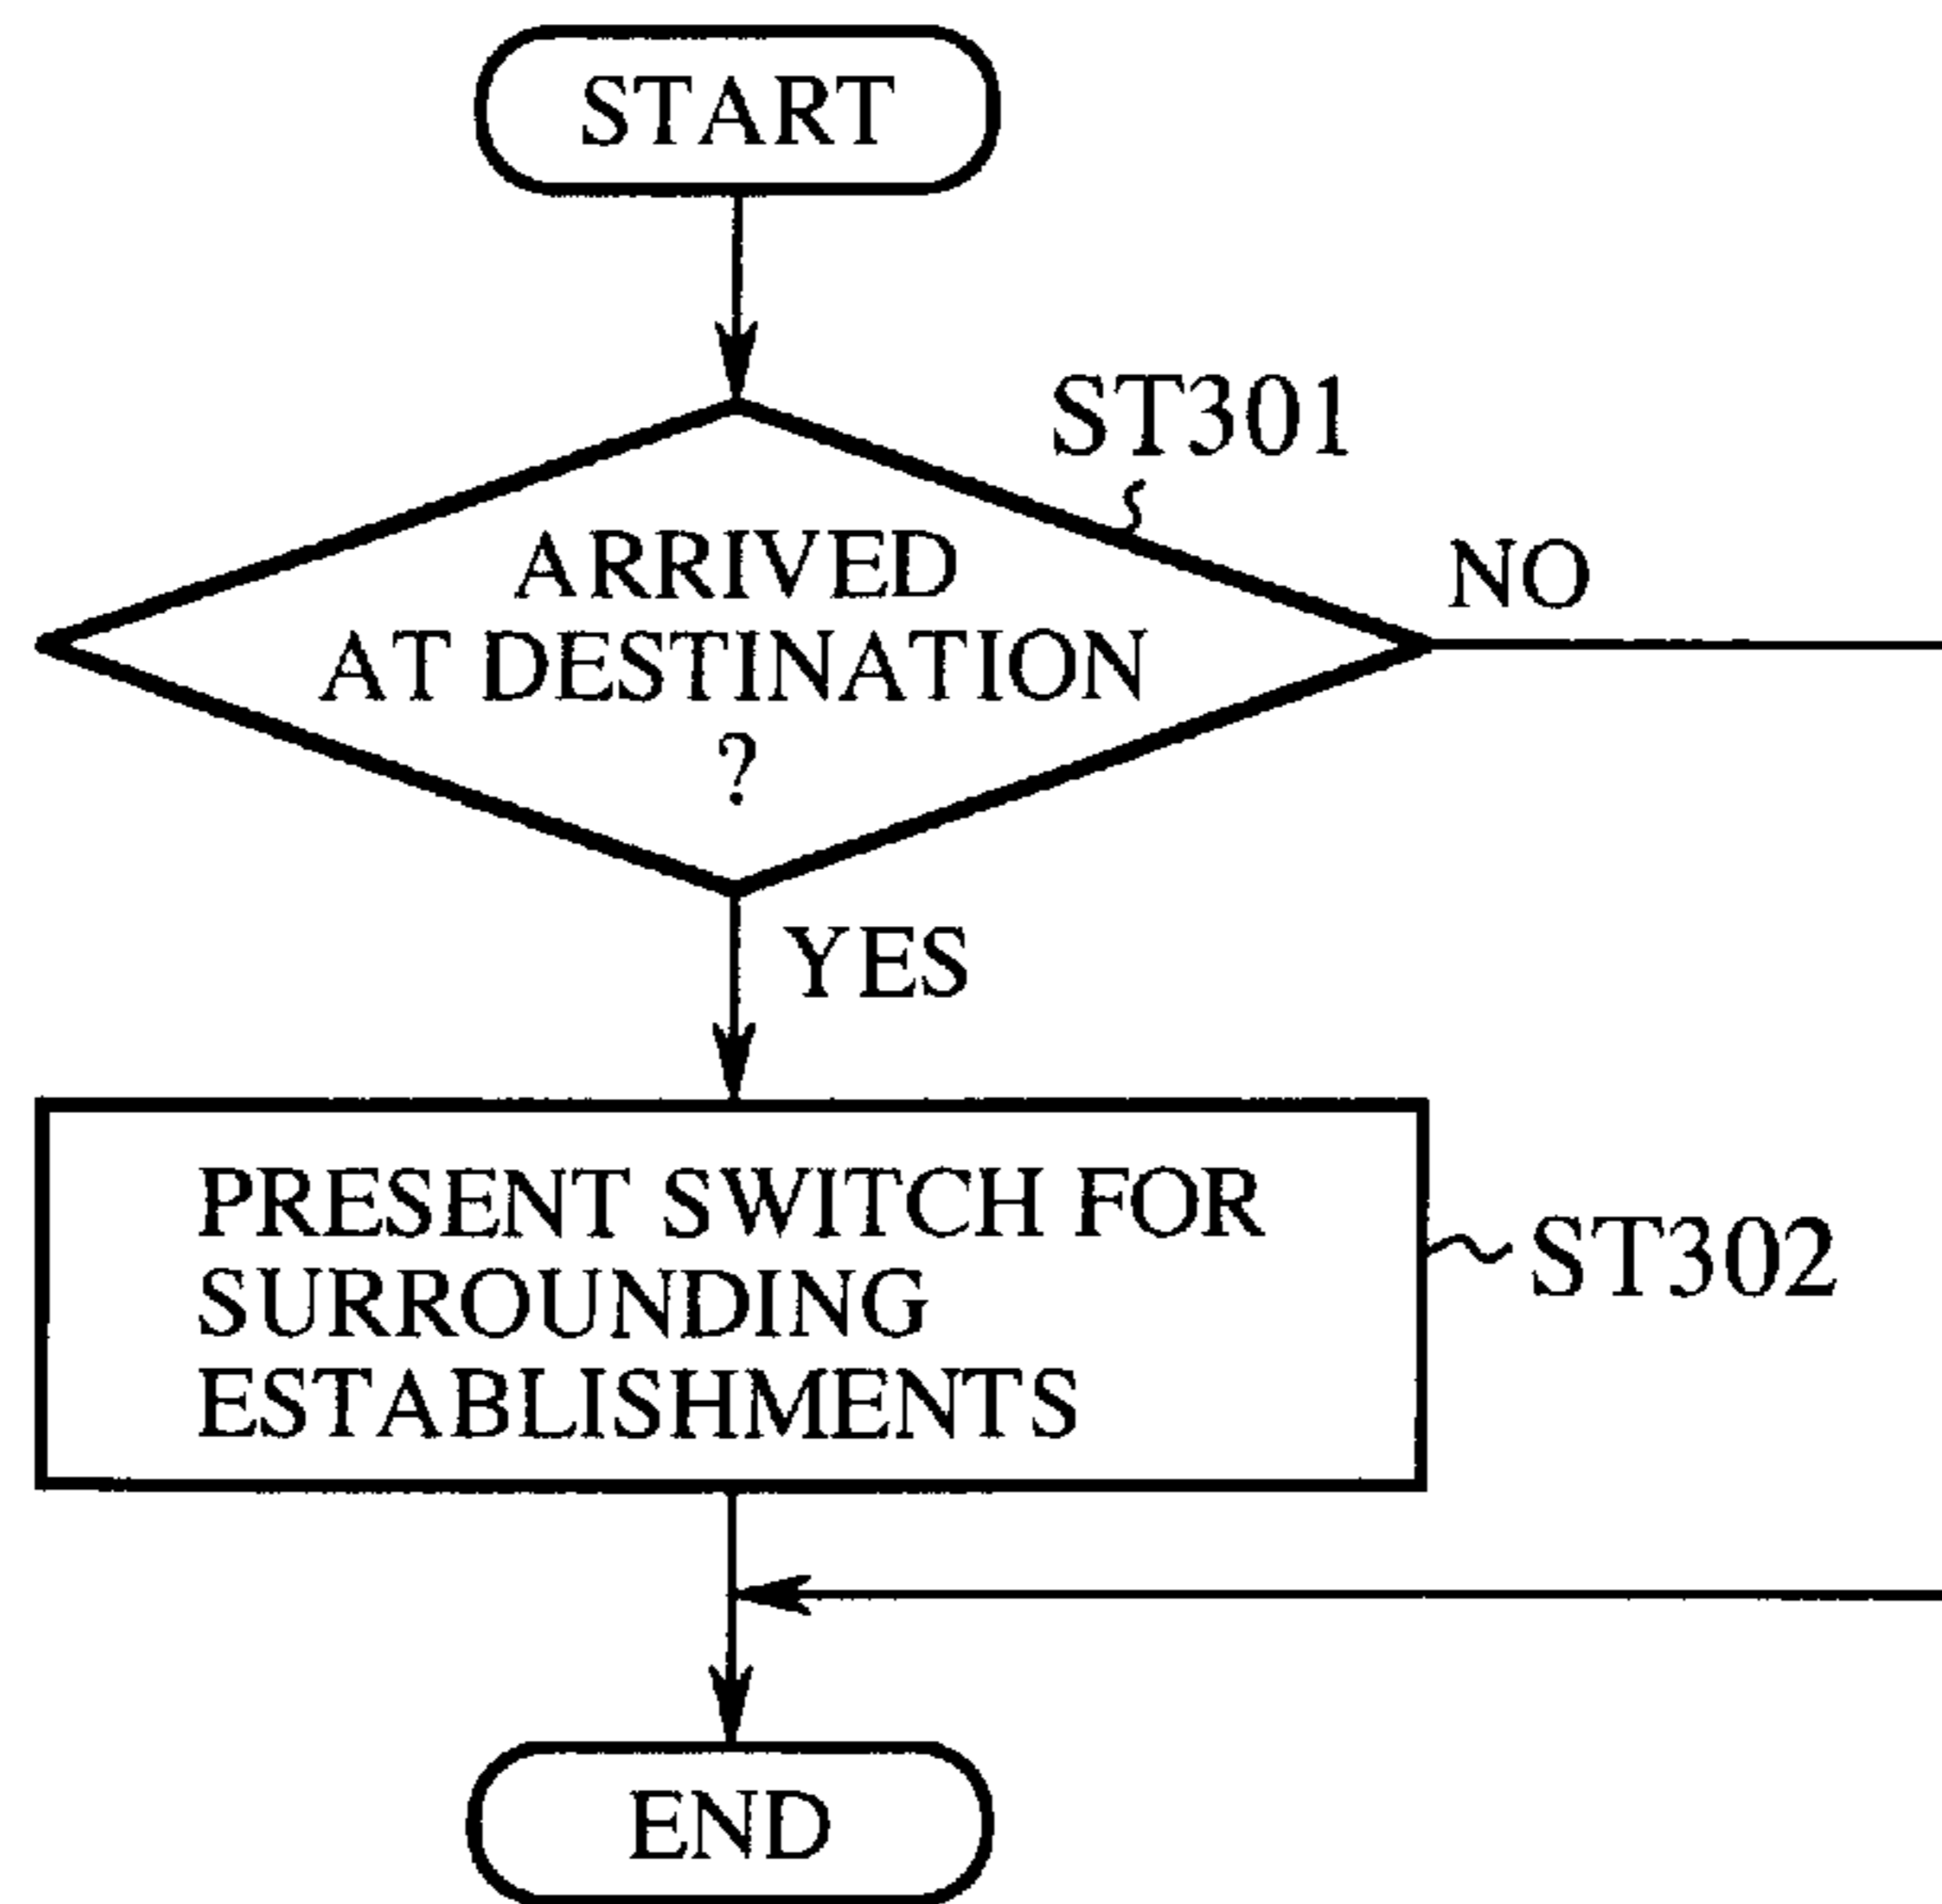 START
ST301
ARRIVED
AT DESTINATION
?
NO
YES
PRESENT SWITCH FOR
SURROUNDING
ESTABLISHMENTS
ST302
END